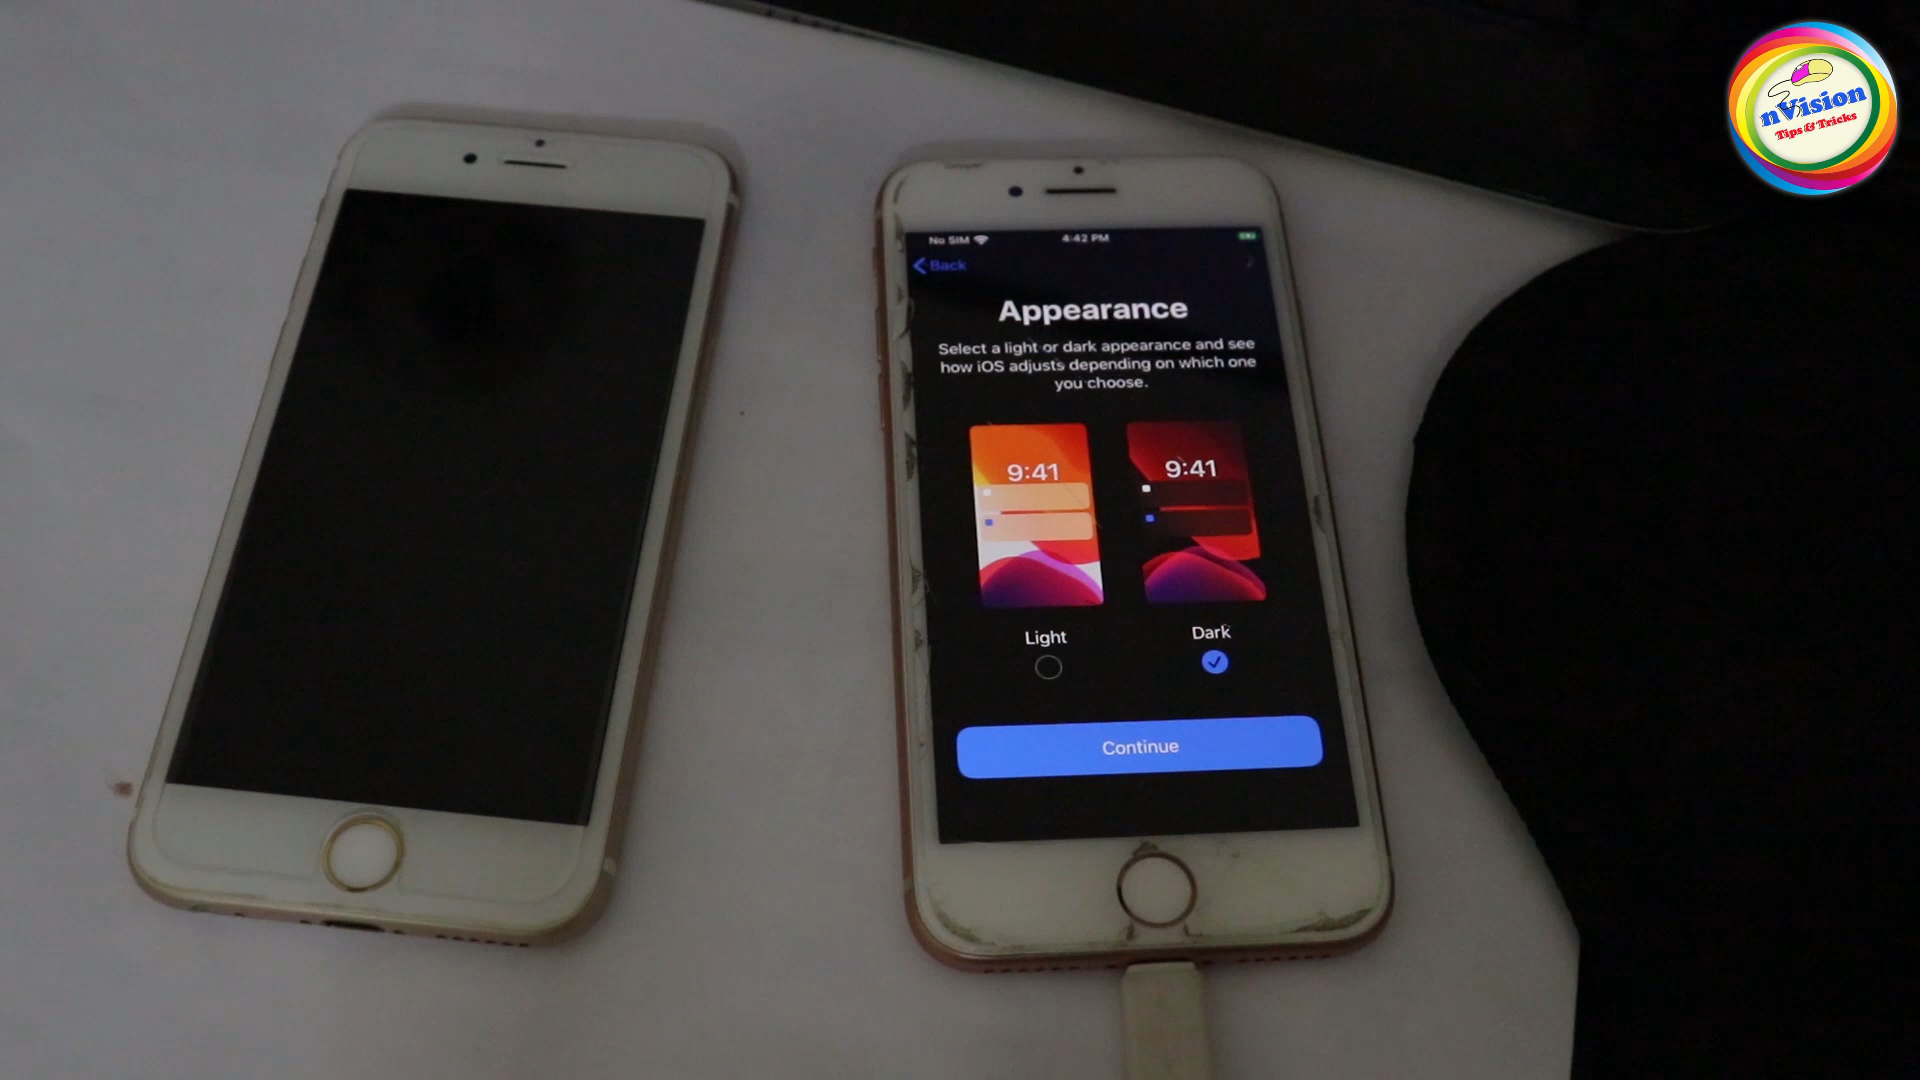 nVision
Tips & Tricks
No SIM
4:42 PM
Back
Appearance
Select a light or dark appearance and see
how iOS adjusts depending on which one
you choose.
9:41
9:41
Light
Dark
Continue